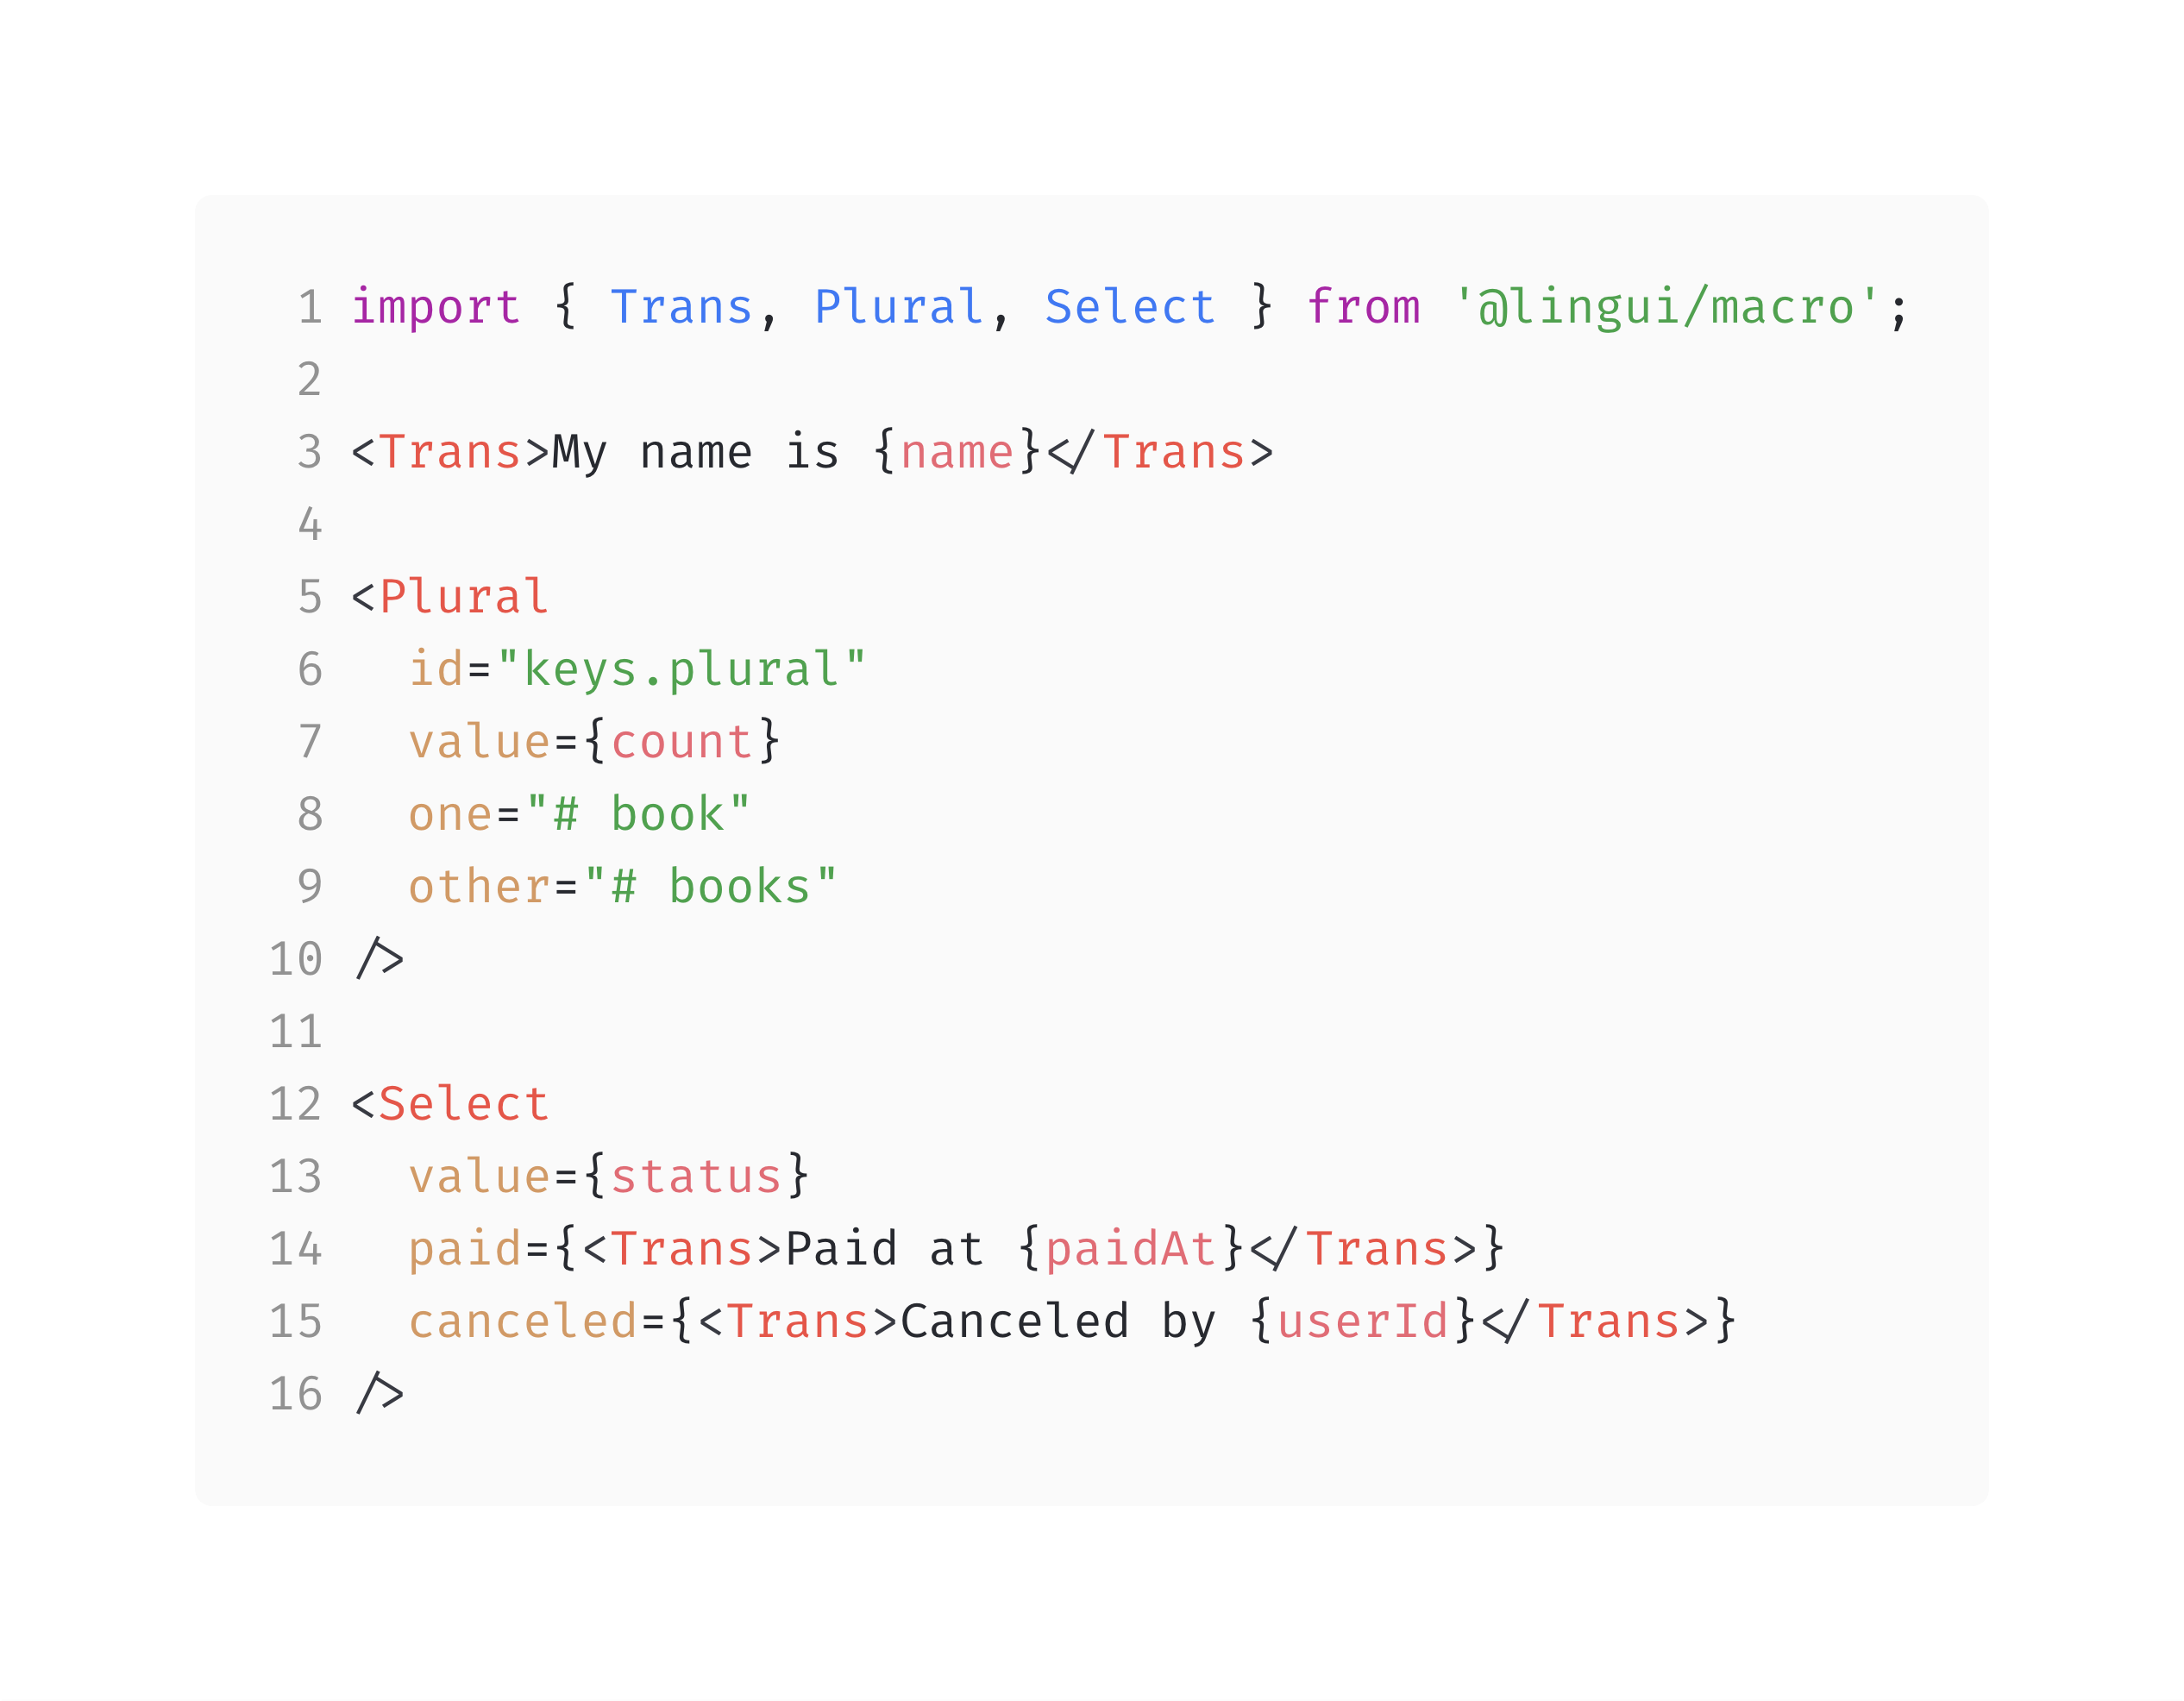 1 import { Trans, Plural, Select } from '@lingui/macro';
2
3 <Trans>My name is {name}</Trans>
4
5 <Plural
6   id="keys.plural"
7   value={count}
8   one="# book"
9   other="# books"
10 />
11
12 <Select
13   value={status}
14   paid={<Trans>Paid at {paidAt}</Trans>}
15   canceled={<Trans>Canceled by {userId}</Trans>}
16 />